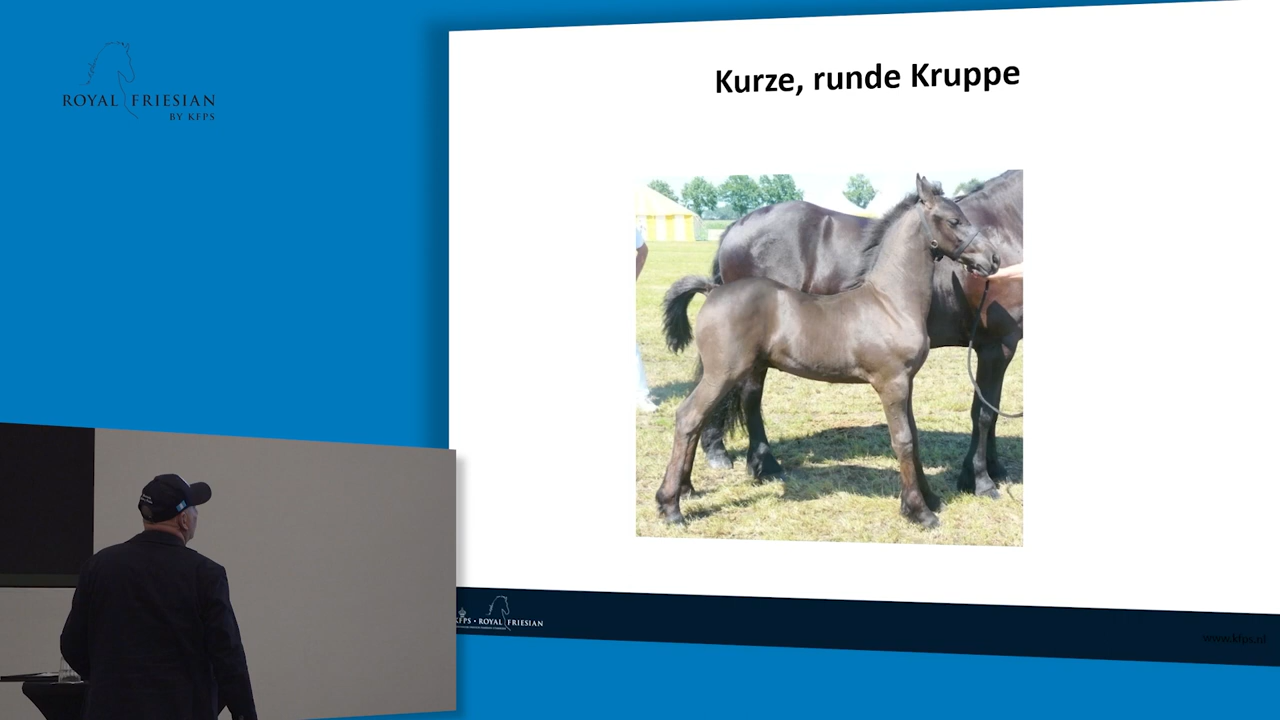 ROYAL FRIESIAN
BY KFPS
Kurze, runde Kruppe
KFPS • ROYAL FRIESIAN
www.kfps.nl